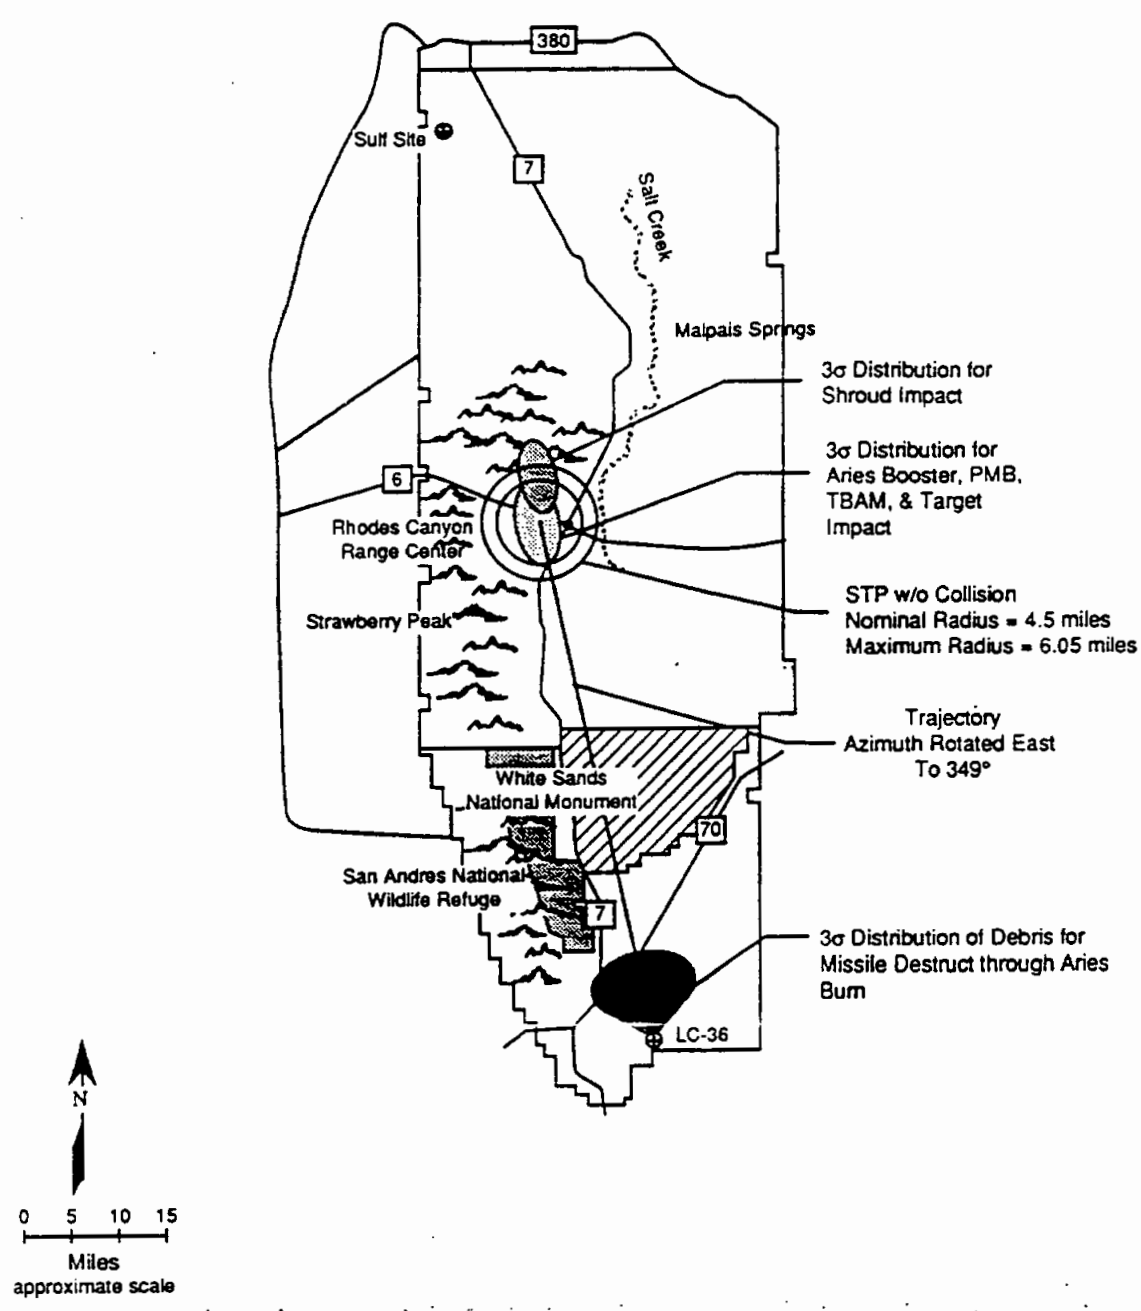 380
Sulf Site
7
Salt Creek
Malpais Springs
3σ Distribution for
Shroud Impact
3σ Distribution for
Aries Booster, PMB,
TBAM, & Target
Impact
6
Rhodes Canyon
Range Center
STP w/o Collision
Nominal Radius = 4.5 miles
Maximum Radius = 6.05 miles
Strawberry Peak
Trajectory
Azimuth Rotated East
To 349°
White Sands
National Monument
70
San Andres National
Wildlife Refuge
7
3σ Distribution of Debris for
Missile Destruct through Aries
Burn
LC-36
N
0 5 10 15
Miles
approximate scale